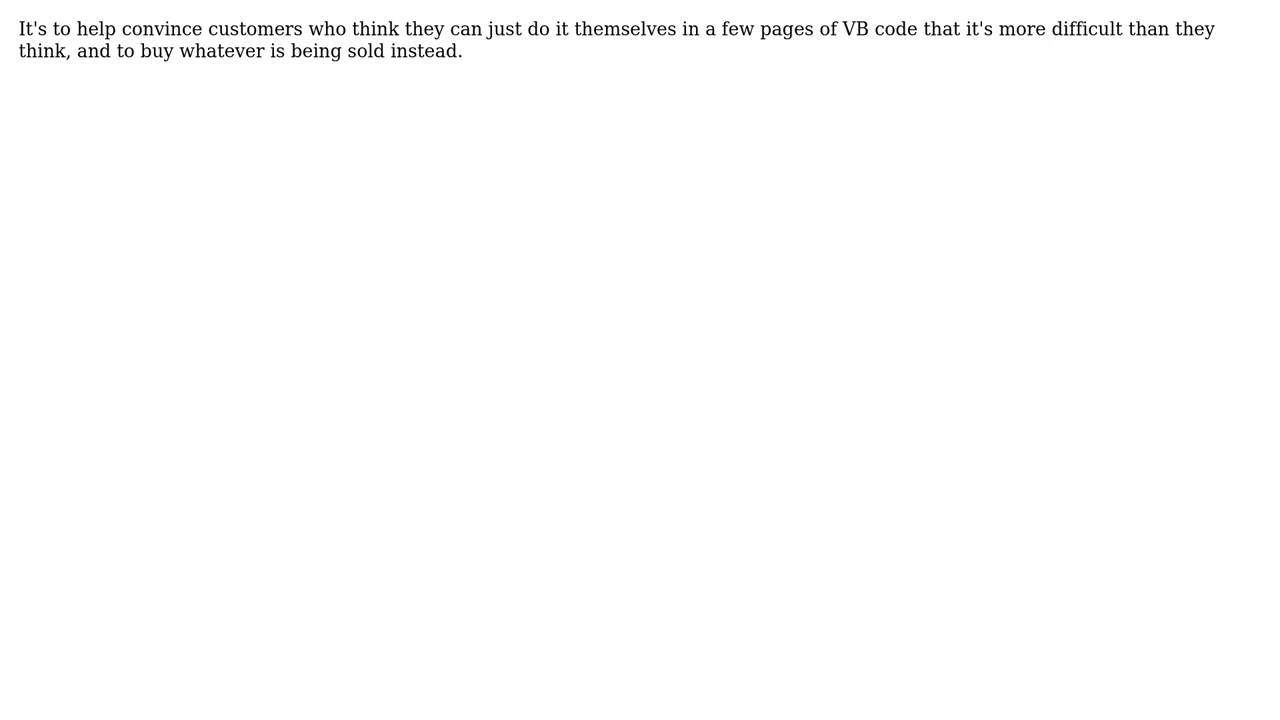 It's to help convince customers who think they can just do it themselves in a few pages of VB code that it's more difficult than they
think, and to buy whatever is being sold instead.